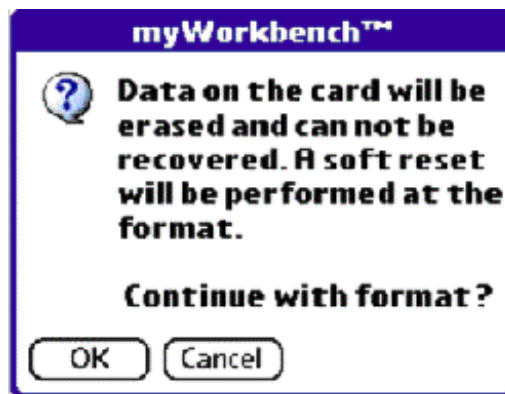 myWorkbench™
Data on the card will be
erased and can not be
recovered. A soft reset
will be performed at the
format.
Continue with format?
OK Cancel